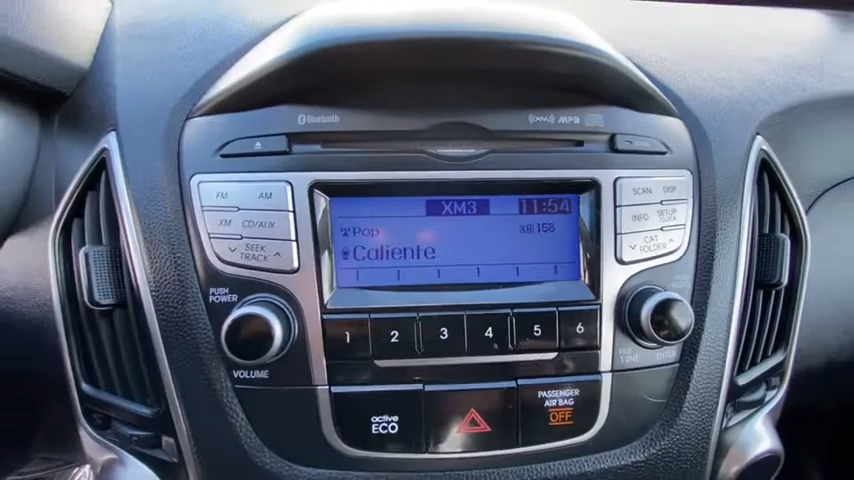 Bluetooth
XM MP3
FM AM
XM CD/AUX
SEEK
TRACK
XM3 11:54
Pop CH 158
Caliente
SCAN DISP
INFO SETUP
CLOCK
CAT
FOLDER
PUSH
POWER
VOLUME
1 2 3 4 5 6
FILE
TUNE
active
ECO
PASSENGER
AIR BAG
OFF